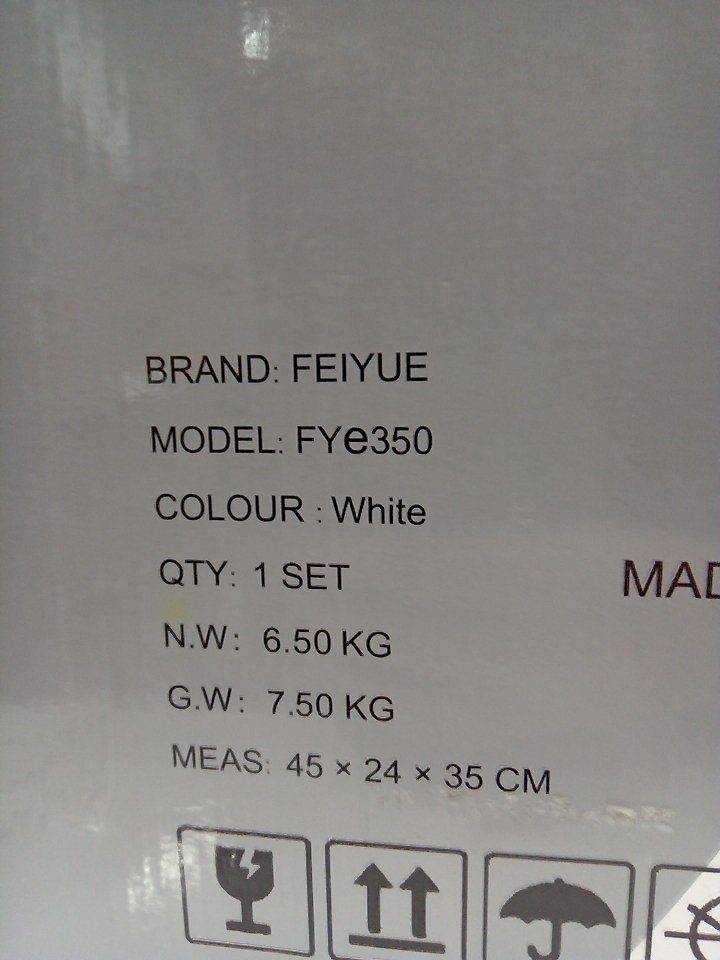 BRAND: FEIYUE
MODEL: FYe350
COLOUR : White
QTY: 1 SET
MAD
N.W: 6.50 KG
G.W: 7.50 KG
MEAS: 45 × 24 × 35 CM